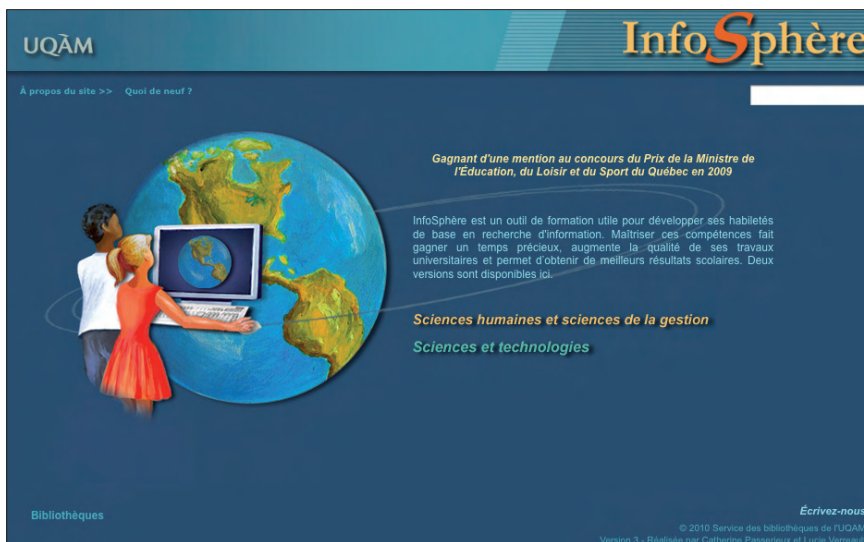 UQÀM
InfoSphère
À propos du site >> Quoi de neuf ?
Gagnant d'une mention au concours du Prix de la Ministre de
l'Éducation, du Loisir et du Sport du Québec en 2009
InfoSphère est un outil de formation utile pour développer ses habiletés
de base en recherche d'information. Maîtriser ces compétences fait
gagner un temps précieux, augmente la qualité de ses travaux
universitaires et permet d'obtenir de meilleurs résultats scolaires. Deux
versions sont disponibles ici.
Sciences humaines et sciences de la gestion
Sciences et technologies
Bibliothèques
Écrivez-nous
© 2010 Service des bibliothèques de l'UQAM
Version 3 - Réalisée par Catherine Passerieux et Lucie Verreault